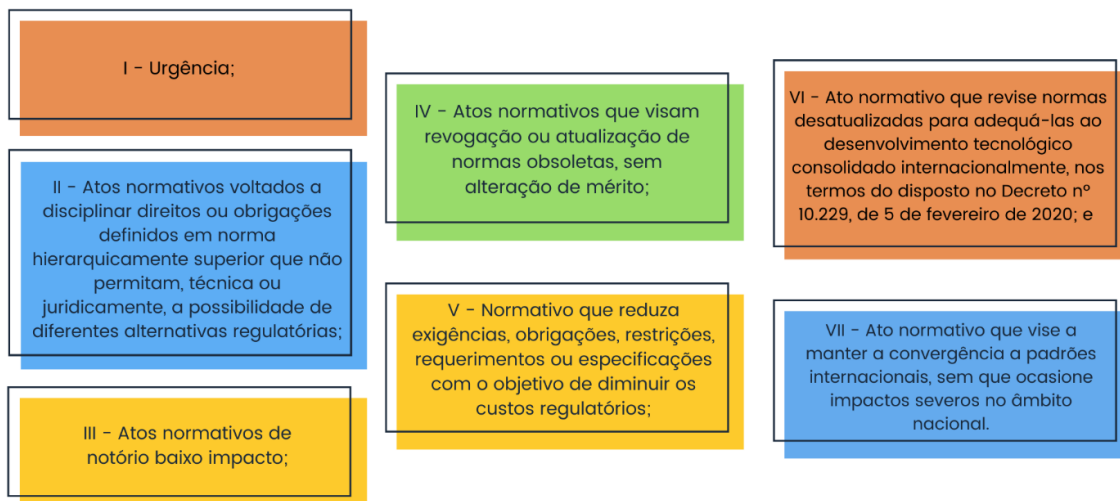 I - Urgência;
II - Atos normativos voltados a
disciplinar direitos ou obrigações
definidos em norma
hierarquicamente superior que não
permitam, técnica ou
juridicamente, a possibilidade de
diferentes alternativas regulatórias;
III - Atos normativos de
notório baixo impacto;
IV - Atos normativos que visam
revogação ou atualização de
normas obsoletas, sem
alteração de mérito;
V - Normativo que reduza
exigências, obrigações, restrições,
requerimentos ou especificações
com o objetivo de diminuir os
custos regulatórios;
VI - Ato normativo que revise normas
desatualizadas para adequá-las ao
desenvolvimento tecnológico
consolidado internacionalmente, nos
termos do disposto no Decreto nº
10.229, de 5 de fevereiro de 2020; e
VII - Ato normativo que vise a
manter a convergência a padrões
internacionais, sem que ocasione
impactos severos no âmbito
nacional.